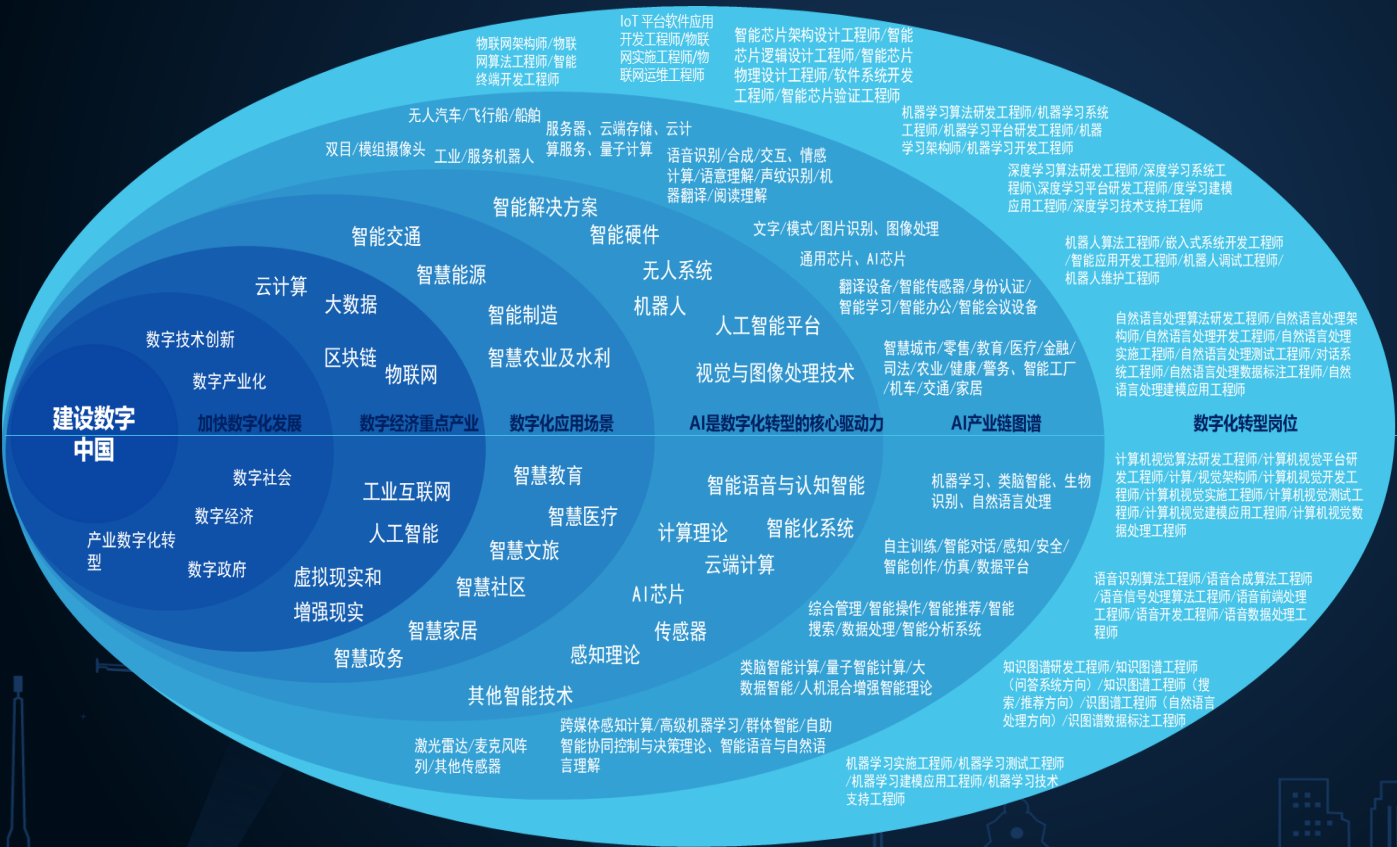 建设数字
中国
加快数字化发展
数字技术创新
数字产业化
数字社会
数字经济
产业数字化转
型
数字政府
数字经济重点产业
云计算
大数据
区块链
物联网
工业互联网
人工智能
虚拟现实和
增强现实
数字化应用场景
智能交通
智慧能源
智能制造
智慧农业及水利
智慧教育
智慧医疗
智慧文旅
智慧社区
智慧家居
智慧政务
AI是数字化转型的核心驱动力
智能解决方案
智能硬件
无人系统
机器人
人工智能平台
视觉与图像处理技术
智能语音与认知智能
计算理论
智能化系统
云端计算
AI芯片
传感器
感知理论
其他智能技术
AI产业链图谱
无人汽车/飞行船/船舶
双目/模组摄像头
工业/服务机器人
服务器、云端存储、云计
算服务、量子计算
语音识别/合成/交互、情感
计算/语意理解/声纹识别/机
器翻译/阅读理解
文字/模式/图片识别、图像处理
通用芯片、AI芯片
翻译设备/智能传感器/身份认证/
智能学习/智能办公/智能会议设备
智慧城市/零售/教育/医疗/金融/
司法/农业/健康/警务、智能工厂
/机车/交通/家居
机器学习、类脑智能、生物
识别、自然语言处理
自主训练/智能对话/感知/安全/
智能创作/仿真/数据平台
综合管理/智能操作/智能推荐/智能
搜索/数据处理/智能分析系统
类脑智能计算/量子智能计算/大
数据智能/人机混合增强智能理论
跨媒体感知计算/高级机器学习/群体智能/自助
智能协同控制与决策理论、智能语音与自然语
言理解
激光雷达/麦克风阵
列/其他传感器
数字化转型岗位
物联网架构师/物联
网算法工程师/智能
终端开发工程师
IoT 平台软件应用
开发工程师/物联
网实施工程师/物
联网运维工程师
智能芯片架构设计工程师/智能
芯片逻辑设计工程师/智能芯片
物理设计工程师/软件系统开发
工程师/智能芯片验证工程师
机器学习算法研发工程师/机器学习系统
工程师/机器学习平台研发工程师/机器
学习架构师/机器学习开发工程师
深度学习算法研发工程师/深度学习系统工
程师\深度学习平台研发工程师/度学习建模
应用工程师/深度学习技术支持工程师
机器人算法工程师/嵌入式系统开发工程师
/智能应用开发工程师/机器人调试工程师/
机器人维护工程师
自然语言处理算法研发工程师/自然语言处理架
构师/自然语言处理开发工程师/自然语言处理
实施工程师/自然语言处理测试工程师/对话系
统工程师/自然语言处理数据标注工程师/自然
语言处理建模应用工程师
计算机视觉算法研发工程师/计算机视觉平台研
发工程师/计算/视觉架构师/计算机视觉开发工
程师/计算机视觉实施工程师/计算机视觉测试工
程师/计算机视觉建模应用工程师/计算机视觉数
据处理工程师
语音识别算法工程师/语音合成算法工程师
/语音信号处理算法工程师/语音前端处理
工程师/语音开发工程师/语音数据处理工
程师
知识图谱研发工程师/知识图谱工程师
（问答系统方向）/知识图谱工程师（搜
索/推荐方向）/识图谱工程师（自然语言
处理方向）/识图谱数据标注工程师
机器学习实施工程师/机器学习测试工程师
/机器学习建模应用工程师/机器学习技术
支持工程师